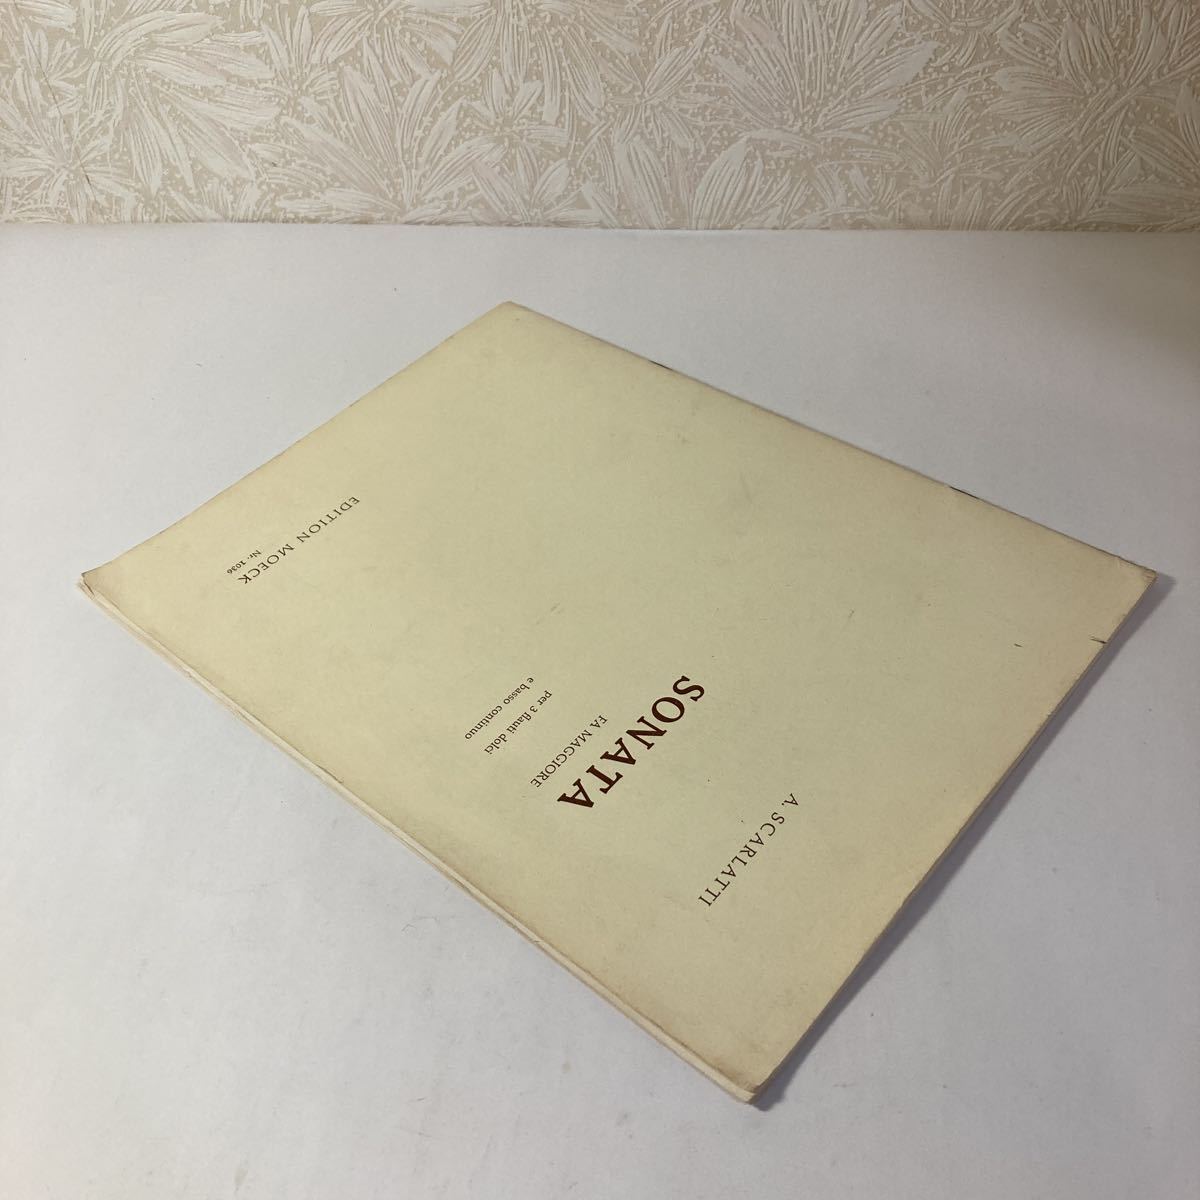 A. SCARLATTI
SONATA
FA MAGGIORE
per 3 flauti dolci
e basso continuo
EDITION MOECK
Nr. 1036